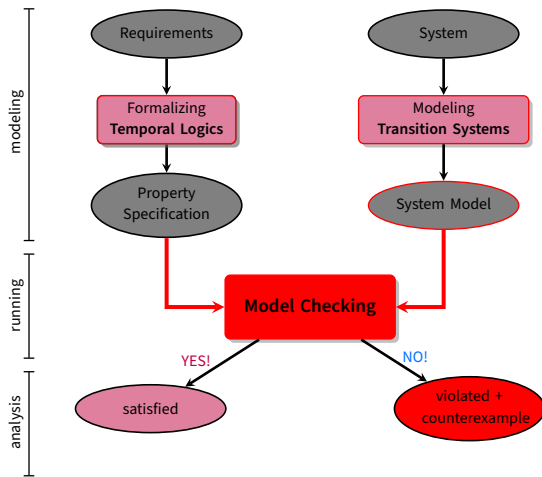 Requirements
System
modeling
Formalizing
Temporal Logics
Modeling
Transition Systems
Property
Specification
System Model
running
Model Checking
YES!
NO!
analysis
satisfied
violated +
counterexample